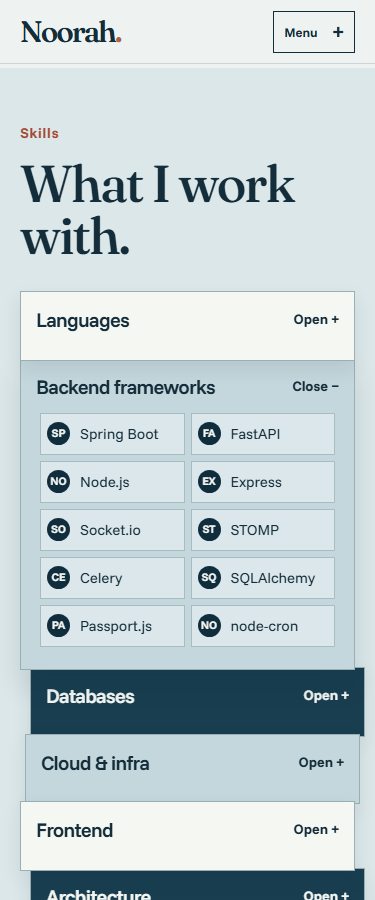 Noorah.
Menu +
Skills
What I work
with.
Languages
Open +
Backend frameworks
Close −
SP Spring Boot
FA FastAPI
NO Node.js
EX Express
SO Socket.io
ST STOMP
CE Celery
SQ SQLAlchemy
PA Passport.js
NO node-cron
Databases
Open +
Cloud & infra
Open +
Frontend
Open +
Architecture
Open +